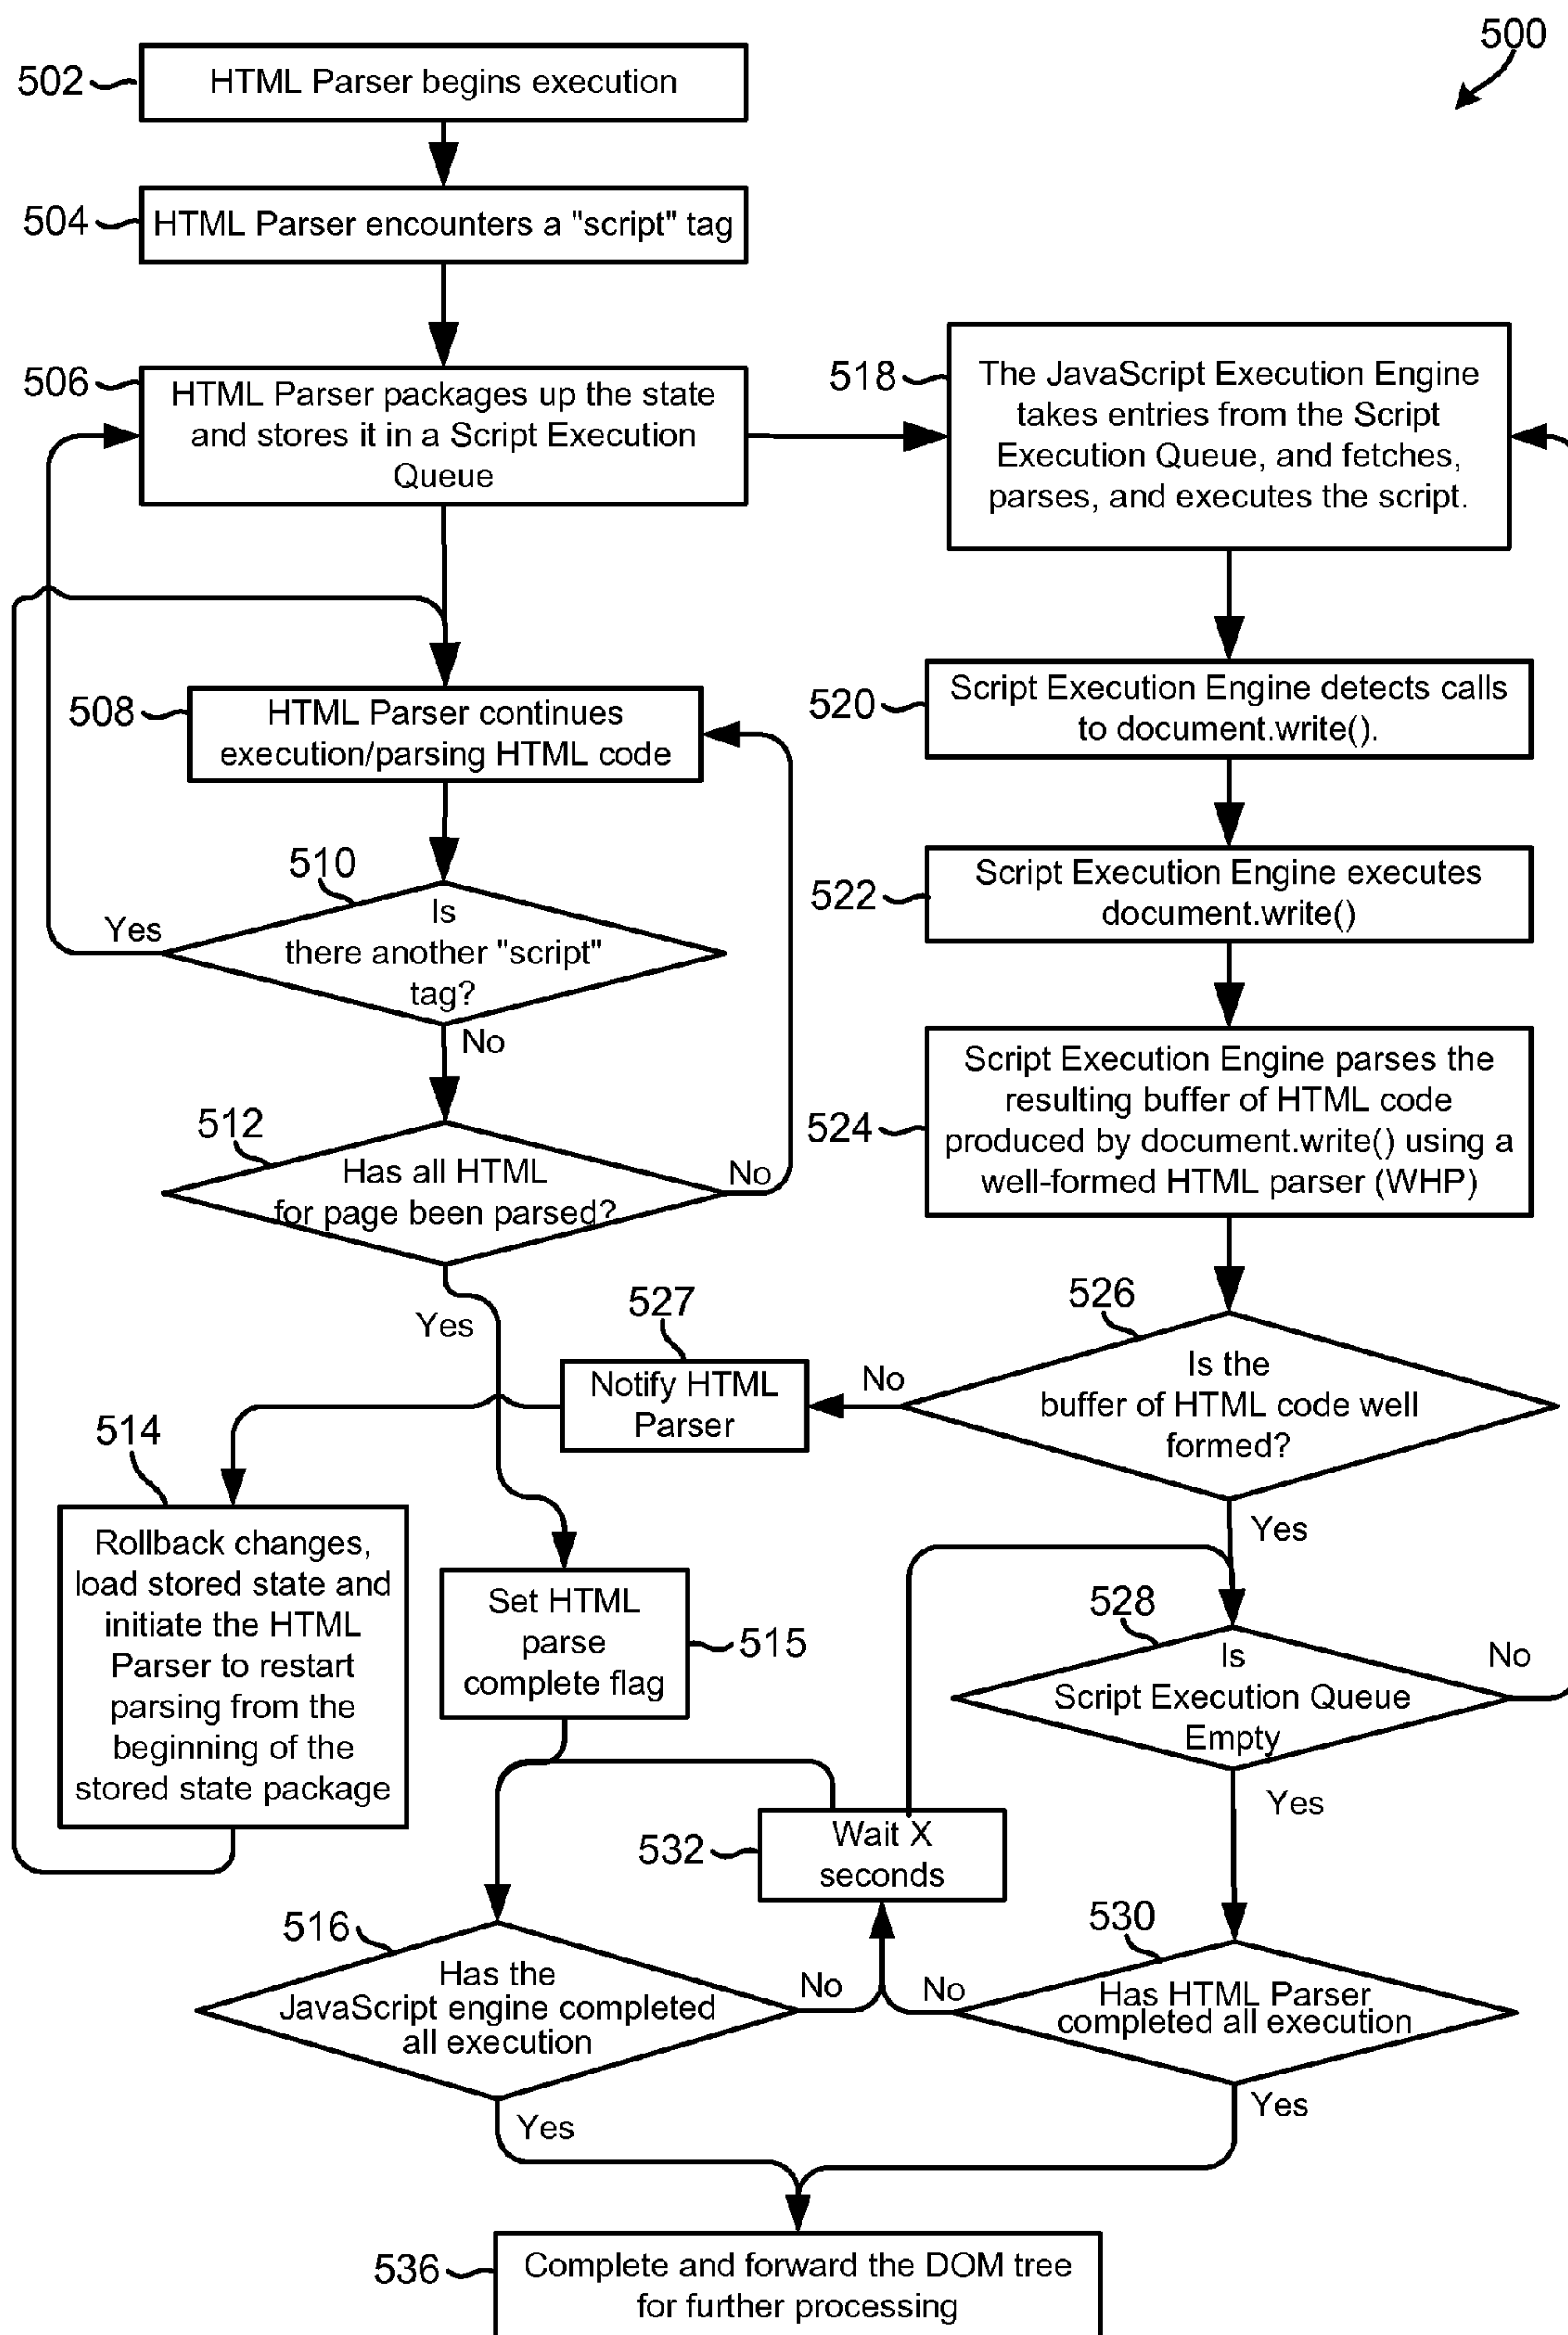 500
502
HTML Parser begins execution
504
HTML Parser encounters a "script" tag
506
HTML Parser packages up the state
and stores it in a Script Execution
Queue
518
The JavaScript Execution Engine
takes entries from the Script
Execution Queue, and fetches,
parses, and executes the script.
508
HTML Parser continues
execution/parsing HTML code
520
Script Execution Engine detects calls
to document.write().
510
Is
there another "script"
tag?
Yes
No
522
Script Execution Engine executes
document.write()
512
Has all HTML
for page been parsed?
No
Yes
524
Script Execution Engine parses the
resulting buffer of HTML code
produced by document.write() using a
well-formed HTML parser (WHP)
526
Is the
buffer of HTML code well
formed?
No
Yes
527
Notify HTML
Parser
514
Rollback changes,
load stored state and
initiate the HTML
Parser to restart
parsing from the
beginning of the
stored state package
Set HTML
parse
complete flag
515
528
Is
Script Execution Queue
Empty
No
Yes
532
Wait X
seconds
516
Has the
JavaScript engine completed
all execution
No
Yes
530
Has HTML Parser
completed all execution
No
Yes
536
Complete and forward the DOM tree
for further processing